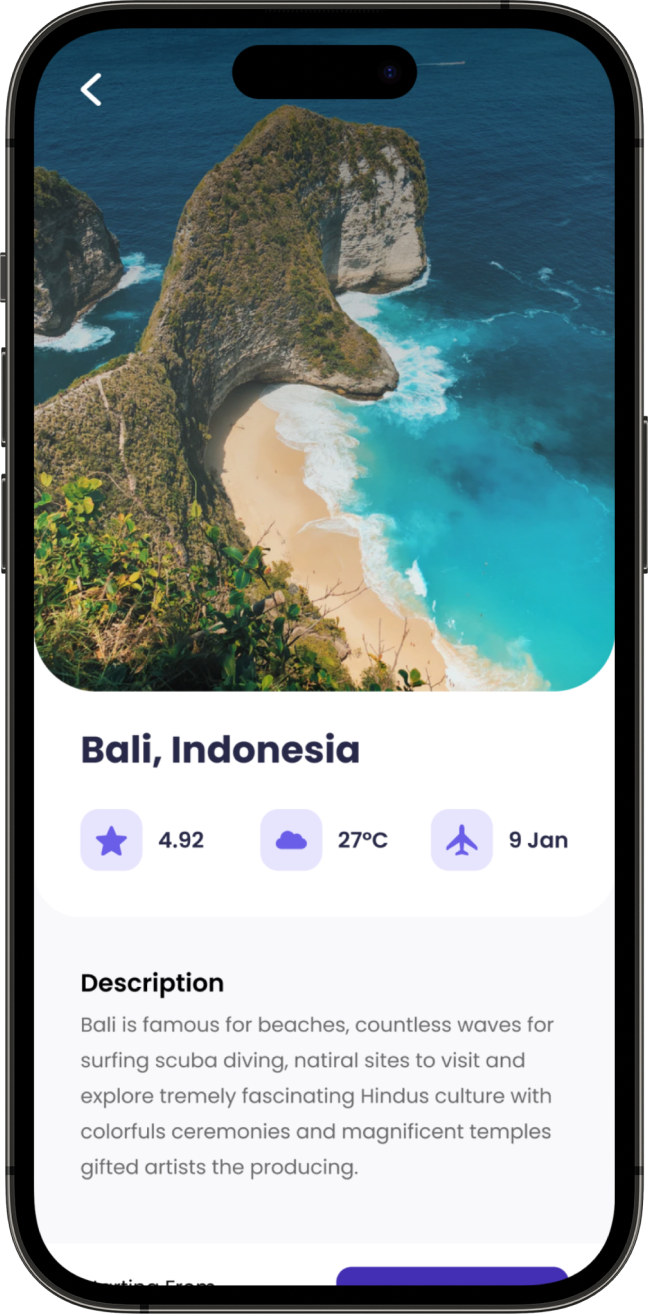 Bali, Indonesia
4.92 27°C 9 Jan
Description
Bali is famous for beaches, countless waves for
surfing scuba diving, natiral sites to visit and
explore tremely fascinating Hindus culture with
colorfuls ceremonies and magnificent temples
gifted artists the producing.
Starting From